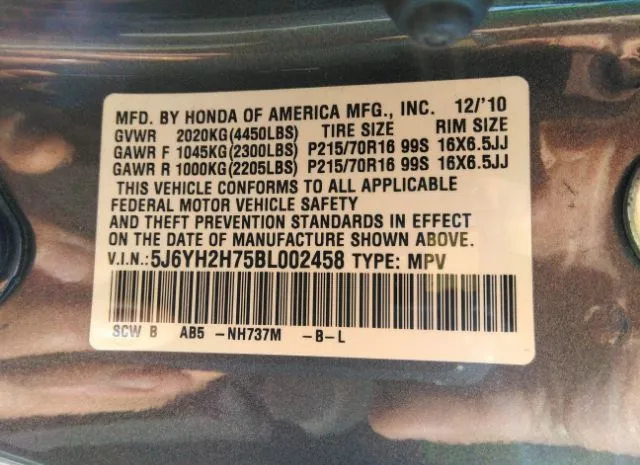 MFD. BY HONDA OF AMERICA MFG., INC. 12/'10
GVWR 2020KG(4450LBS) TIRE SIZE RIM SIZE
GAWR F 1045KG(2300LBS) P215/70R16 99S 16X6.5JJ
GAWR R 1000KG(2205LBS) P215/70R16 99S 16X6.5JJ
THIS VEHICLE CONFORMS TO ALL APPLICABLE
FEDERAL MOTOR VEHICLE SAFETY
AND THEFT PREVENTION STANDARDS IN EFFECT
ON THE DATE OF MANUFACTURE SHOWN ABOVE.
V.I.N.:5J6YH2H75BL002458 TYPE: MPV
SCW B AB5 -NH737M -B-L